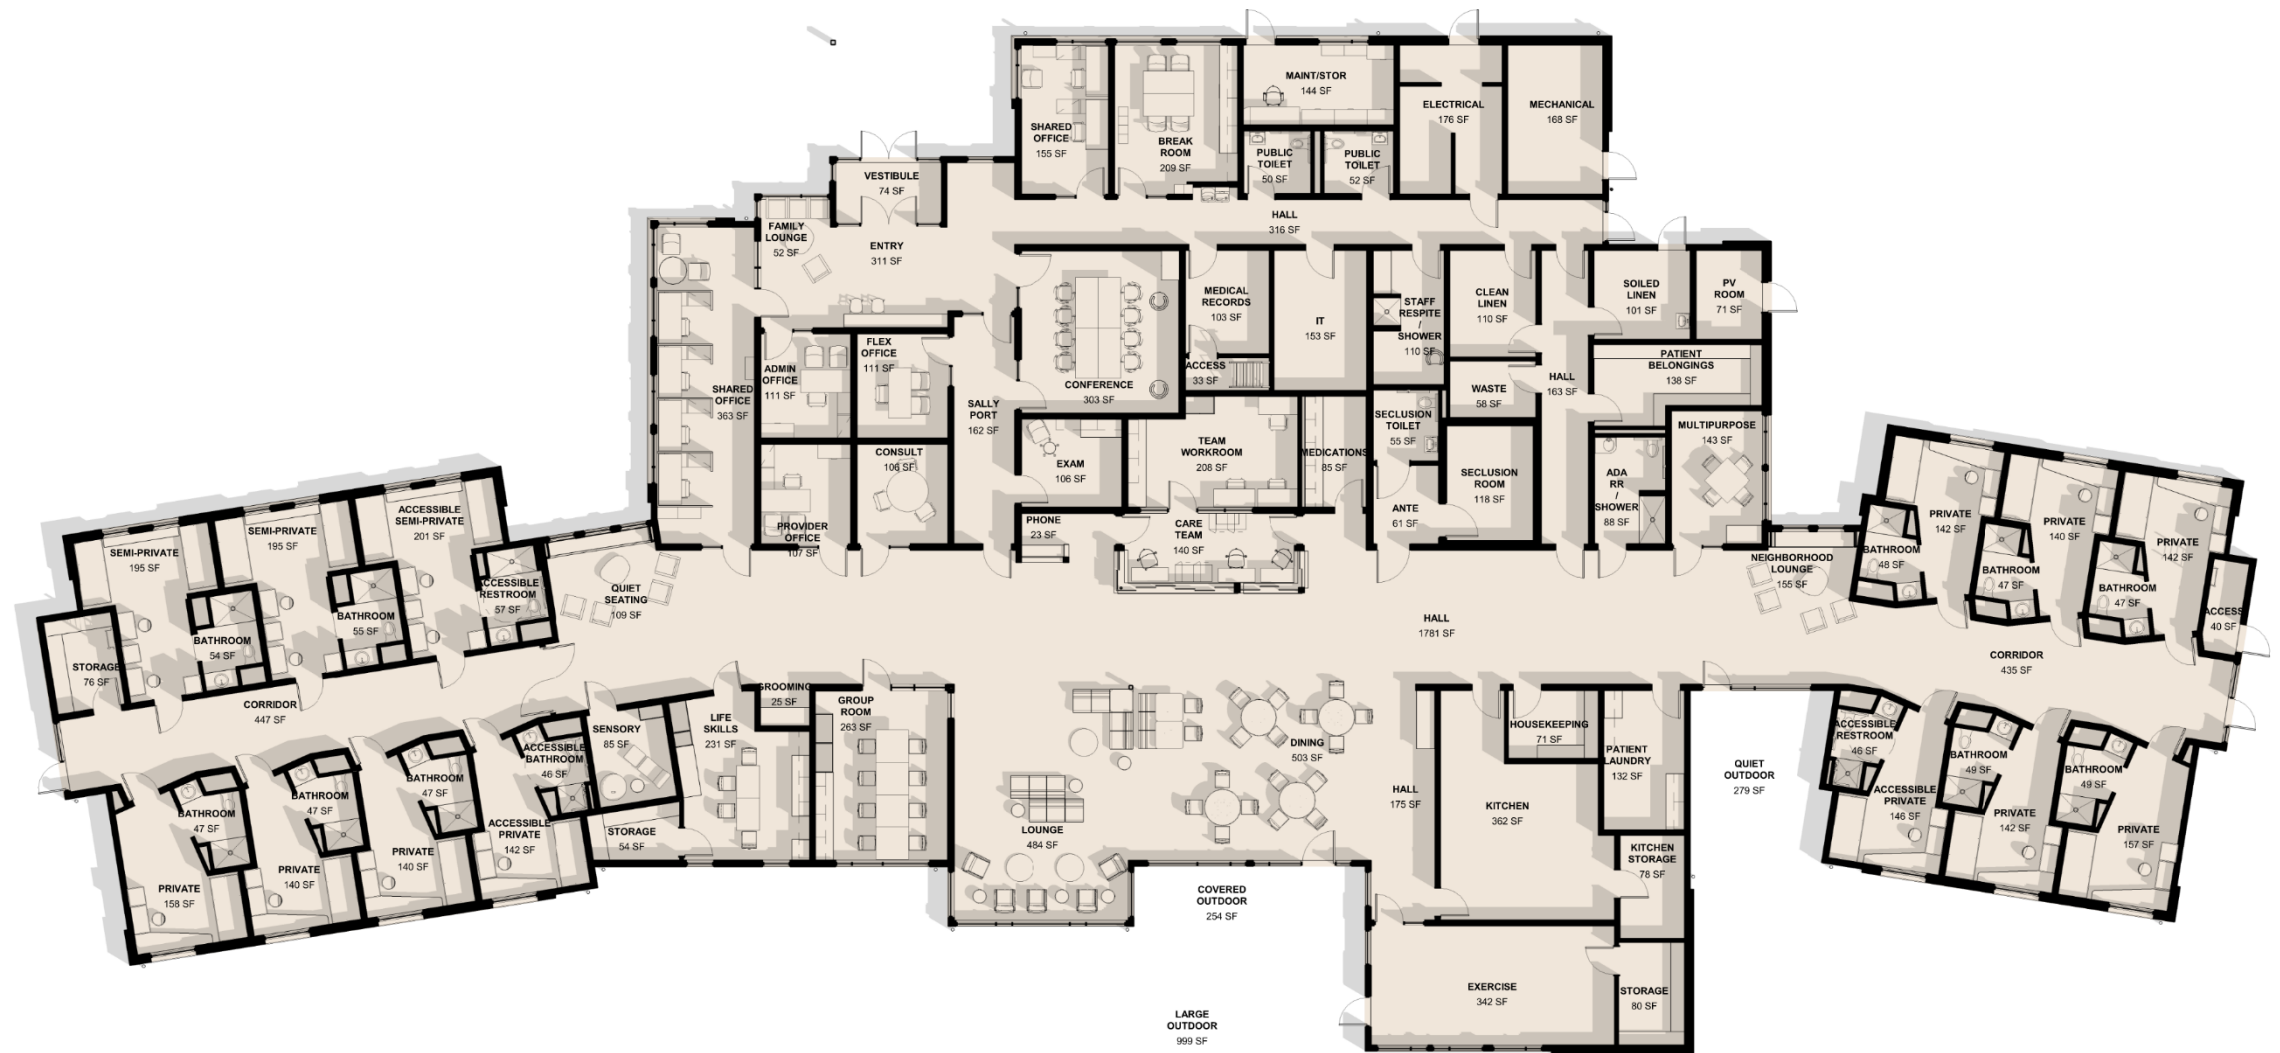 MAINT/STOR
144 SF
ELECTRICAL
176 SF
MECHANICAL
168 SF
SHARED
OFFICE
155 SF
BREAK
ROOM
209 SF
PUBLIC
TOILET
50 SF
PUBLIC
TOILET
52 SF
VESTIBULE
74 SF
FAMILY
LOUNGE
52 SF
ENTRY
311 SF
HALL
316 SF
MEDICAL
RECORDS
103 SF
IT
153 SF
STAFF
RESPITE
/
SHOWER
110 SF
CLEAN
LINEN
110 SF
SOILED
LINEN
101 SF
PV
ROOM
71 SF
ACCESS
33 SF
CONFERENCE
303 SF
FLEX
OFFICE
111 SF
ADMIN
OFFICE
111 SF
SHARED
OFFICE
363 SF
SALLY
PORT
162 SF
WASTE
58 SF
HALL
163 SF
PATIENT
BELONGINGS
138 SF
SECLUSION
TOILET
55 SF
MULTIPURPOSE
143 SF
TEAM
WORKROOM
208 SF
MEDICATIONS
85 SF
EXAM
106 SF
CONSULT
106 SF
SECLUSION
ROOM
118 SF
ADA
RR
/
SHOWER
88 SF
ANTE
61 SF
PHONE
23 SF
CARE
TEAM
140 SF
PROVIDER
OFFICE
107 SF
SEMI-PRIVATE
195 SF
SEMI-PRIVATE
195 SF
ACCESSIBLE
SEMI-PRIVATE
201 SF
ACCESSIBLE
RESTROOM
57 SF
BATHROOM
55 SF
BATHROOM
54 SF
STORAGE
76 SF
QUIET
SEATING
109 SF
CORRIDOR
447 SF
HALL
1781 SF
NEIGHBORHOOD
LOUNGE
155 SF
PRIVATE
142 SF
PRIVATE
140 SF
PRIVATE
142 SF
BATHROOM
48 SF
BATHROOM
47 SF
BATHROOM
47 SF
ACCESS
40 SF
CORRIDOR
435 SF
GROOMING
25 SF
GROUP
ROOM
263 SF
LIFE
SKILLS
231 SF
SENSORY
85 SF
STORAGE
54 SF
ACCESSIBLE
BATHROOM
46 SF
BATHROOM
47 SF
BATHROOM
47 SF
BATHROOM
47 SF
ACCESSIBLE
PRIVATE
142 SF
PRIVATE
140 SF
PRIVATE
140 SF
PRIVATE
158 SF
DINING
503 SF
LOUNGE
484 SF
HALL
175 SF
HOUSEKEEPING
71 SF
PATIENT
LAUNDRY
132 SF
KITCHEN
362 SF
KITCHEN
STORAGE
78 SF
QUIET
OUTDOOR
279 SF
ACCESSIBLE
RESTROOM
46 SF
BATHROOM
49 SF
BATHROOM
49 SF
ACCESSIBLE
PRIVATE
146 SF
PRIVATE
142 SF
PRIVATE
157 SF
COVERED
OUTDOOR
254 SF
EXERCISE
342 SF
STORAGE
80 SF
LARGE
OUTDOOR
999 SF